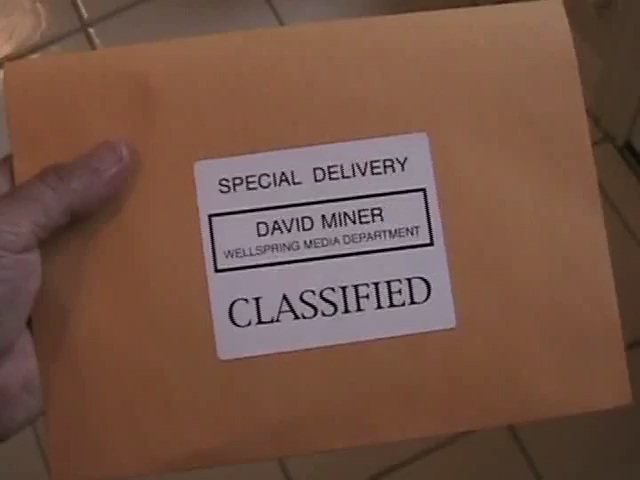 SPECIAL DELIVERY
DAVID MINER
WELLSPRING MEDIA DEPARTMENT
CLASSIFIED